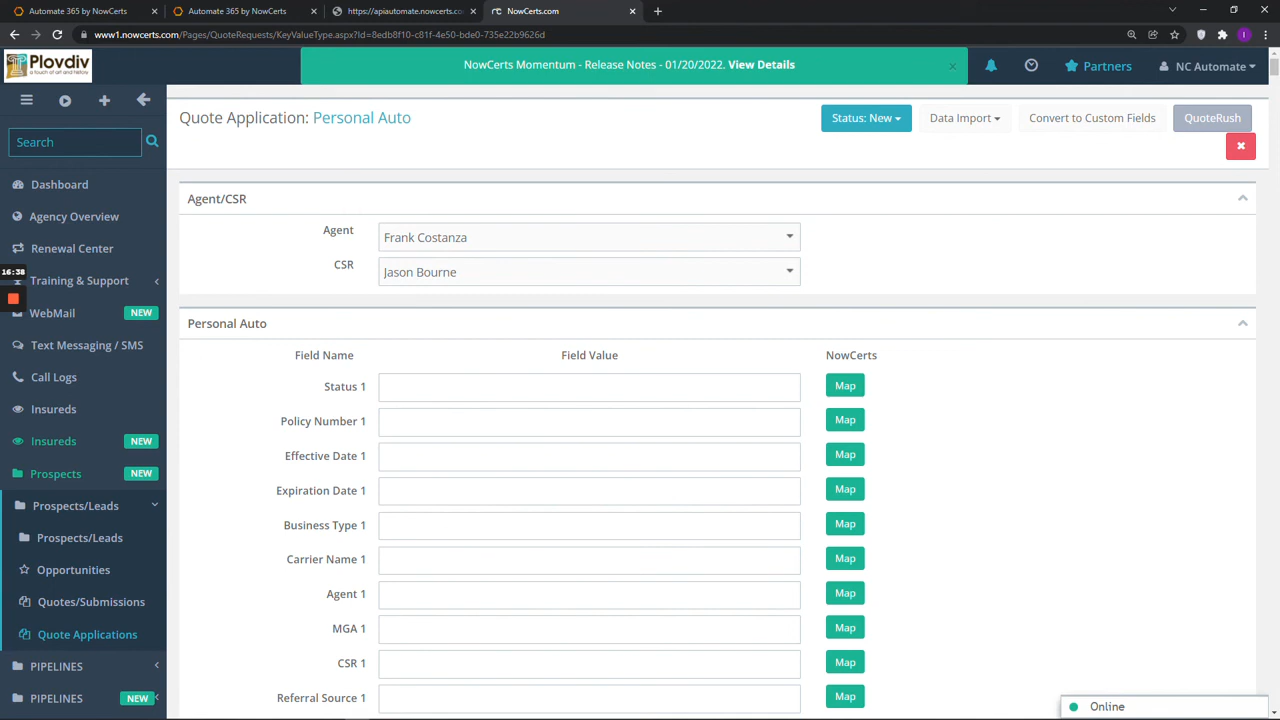 Automate 365 by NowCerts
Automate 365 by NowCerts
https://apiautomate.nowcerts.co
NowCerts.com
www1.nowcerts.com/Pages/QuoteRequests/KeyValueType.aspx?Id=8edb8f10-c81f-4e50-bde0-735e22b9626d
Plovdiv
a touch of art and history
NowCerts Momentum - Release Notes - 01/20/2022. View Details
Partners
NC Automate
Search
Quote Application: Personal Auto
Status: New
Data Import
Convert to Custom Fields
QuoteRush
Dashboard
Agency Overview
Renewal Center
16:38
Training & Support
WebMail NEW
Text Messaging / SMS
Call Logs
Insureds
Insureds NEW
Prospects NEW
Prospects/Leads
Prospects/Leads
Opportunities
Quotes/Submissions
Quote Applications
PIPELINES
PIPELINES NEW
Agent/CSR
Agent Frank Costanza
CSR Jason Bourne
Personal Auto
Field Name Field Value NowCerts
Status 1 Map
Policy Number 1 Map
Effective Date 1 Map
Expiration Date 1 Map
Business Type 1 Map
Carrier Name 1 Map
Agent 1 Map
MGA 1 Map
CSR 1 Map
Referral Source 1 Map
Online